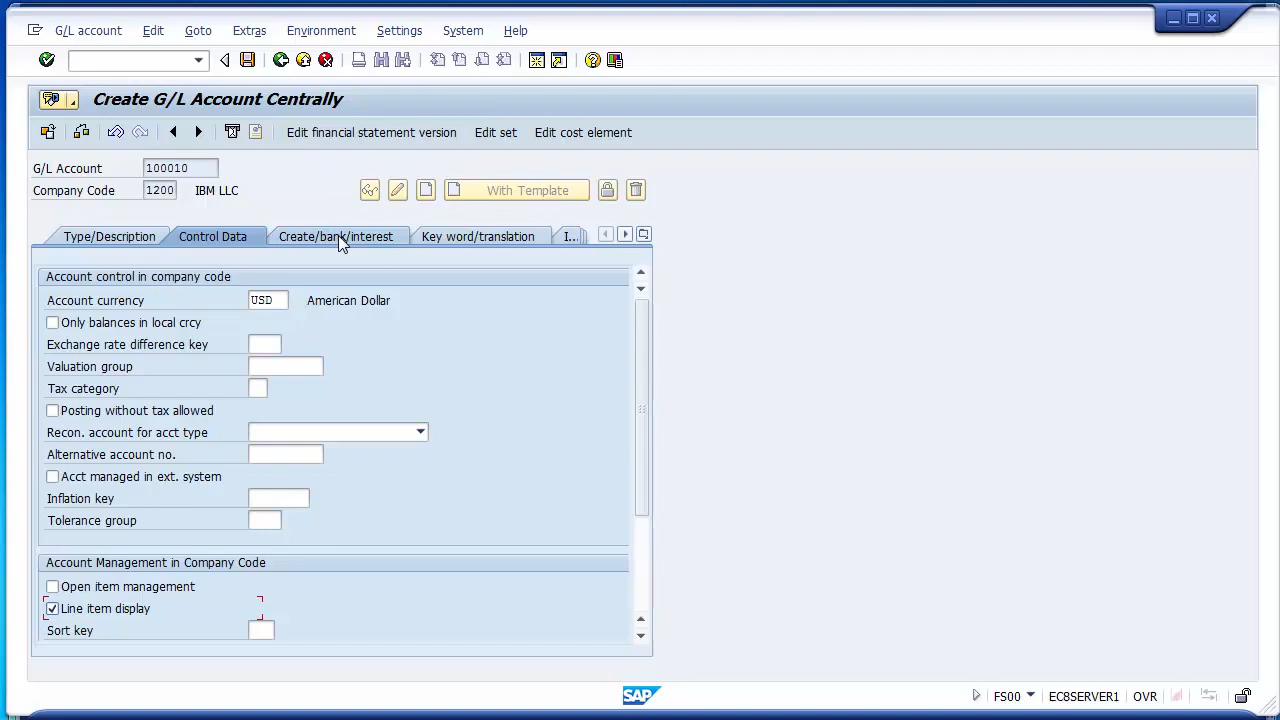 G/L account Edit Goto Extras Environment Settings System Help
Create G/L Account Centrally
Edit financial statement version Edit set Edit cost element
G/L Account 100010
Company Code 1200 IBM LLC With Template
Type/Description Control Data Create/bank/interest Key word/translation I...
Account control in company code
Account currency USD American Dollar
Only balances in local crcy
Exchange rate difference key
Valuation group
Tax category
Posting without tax allowed
Recon. account for acct type
Alternative account no.
Acct managed in ext. system
Inflation key
Tolerance group
Account Management in Company Code
Open item management
Line item display
Sort key
SAP FS00 EC8SERVER1 OVR